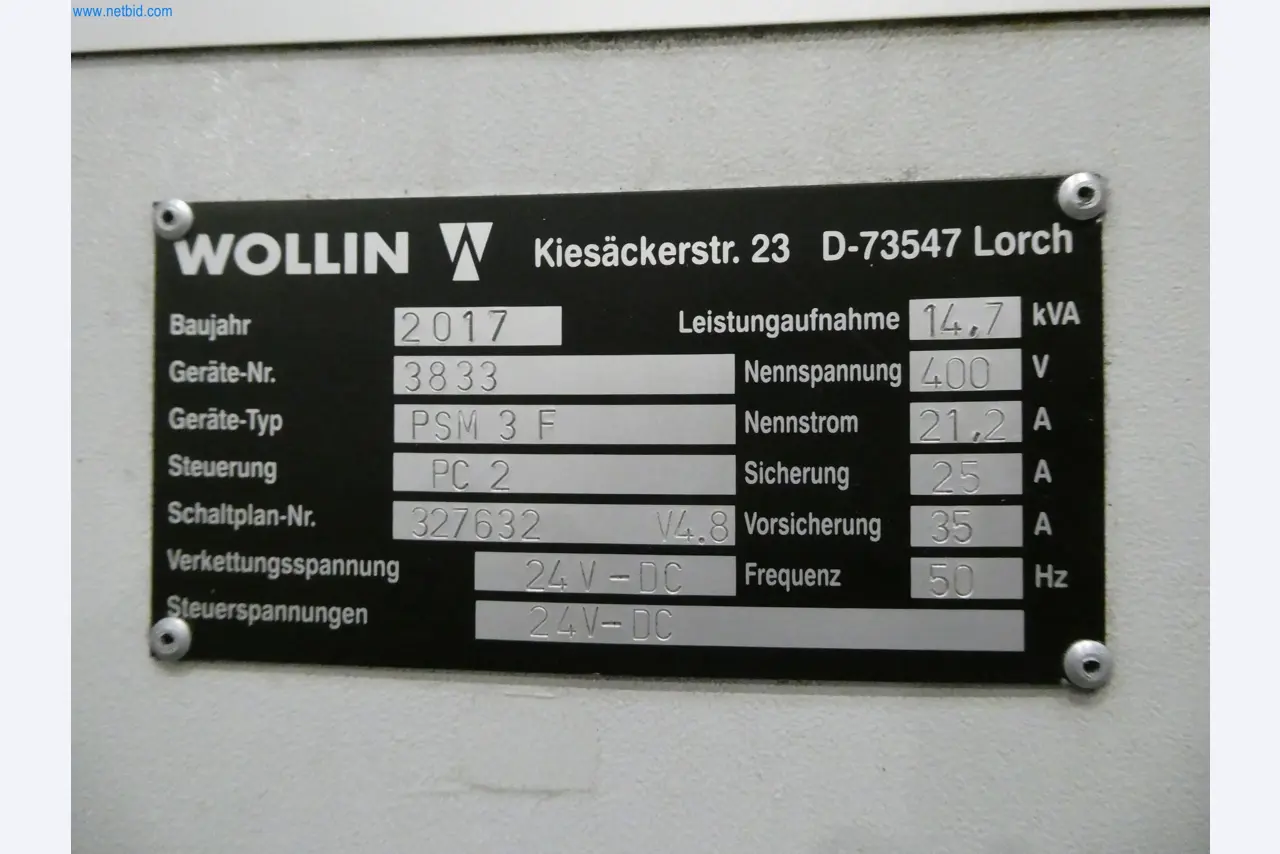 www.netbid.com
WOLLIN Kiesäckerstr. 23 D-73547 Lorch
Baujahr 2017 Leistungaufnahme 14,7 kVA
Geräte-Nr. 3833 Nennspannung 400 V
Geräte-Typ PSM 3 F Nennstrom 21,2 A
Steuerung PC 2 Sicherung 25 A
Schaltplan-Nr. 327632 V4.8 Vorsicherung 35 A
Verkettungsspannung 24V-DC Frequenz 50 Hz
Steuerspannungen 24V-DC